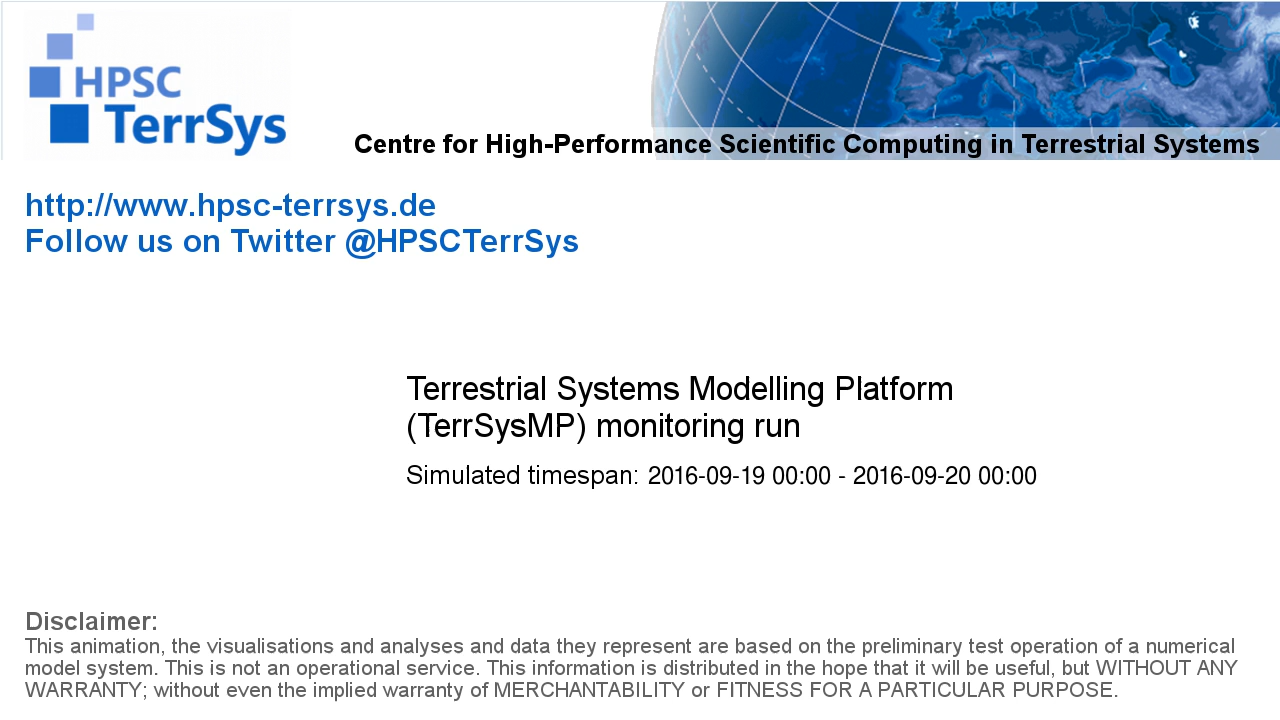 HPSC
TerrSys
Centre for High-Performance Scientific Computing in Terrestrial Systems
http://www.hpsc-terrsys.de
Follow us on Twitter @HPSCTerrSys
Terrestrial Systems Modelling Platform
(TerrSysMP) monitoring run
Simulated timespan: 2016-09-19 00:00 - 2016-09-20 00:00
Disclaimer:
This animation, the visualisations and analyses and data they represent are based on the preliminary test operation of a numerical
model system. This is not an operational service. This information is distributed in the hope that it will be useful, but WITHOUT ANY
WARRANTY; without even the implied warranty of MERCHANTABILITY or FITNESS FOR A PARTICULAR PURPOSE.